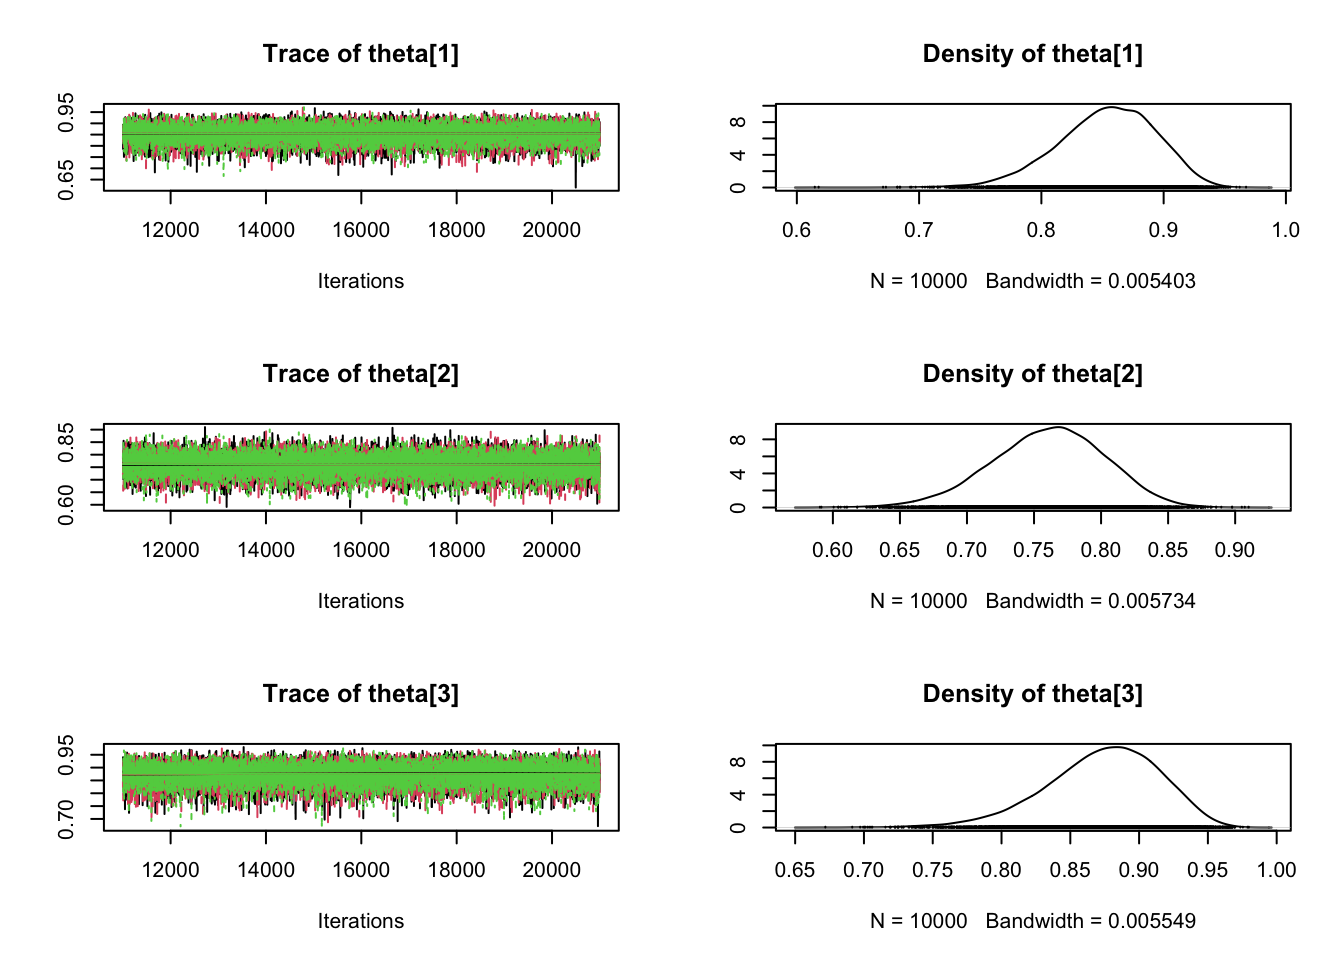 Trace of theta[1]
0.65 0.95
12000 14000 16000 18000 20000
Iterations
Density of theta[1]
0 4 8
0.6 0.7 0.8 0.9 1.0
N = 10000 Bandwidth = 0.005403
Trace of theta[2]
0.60 0.85
12000 14000 16000 18000 20000
Iterations
Density of theta[2]
0 4 8
0.60 0.65 0.70 0.75 0.80 0.85 0.90
N = 10000 Bandwidth = 0.005734
Trace of theta[3]
0.70 0.95
12000 14000 16000 18000 20000
Iterations
Density of theta[3]
0 4 8
0.65 0.70 0.75 0.80 0.85 0.90 0.95 1.00
N = 10000 Bandwidth = 0.005549